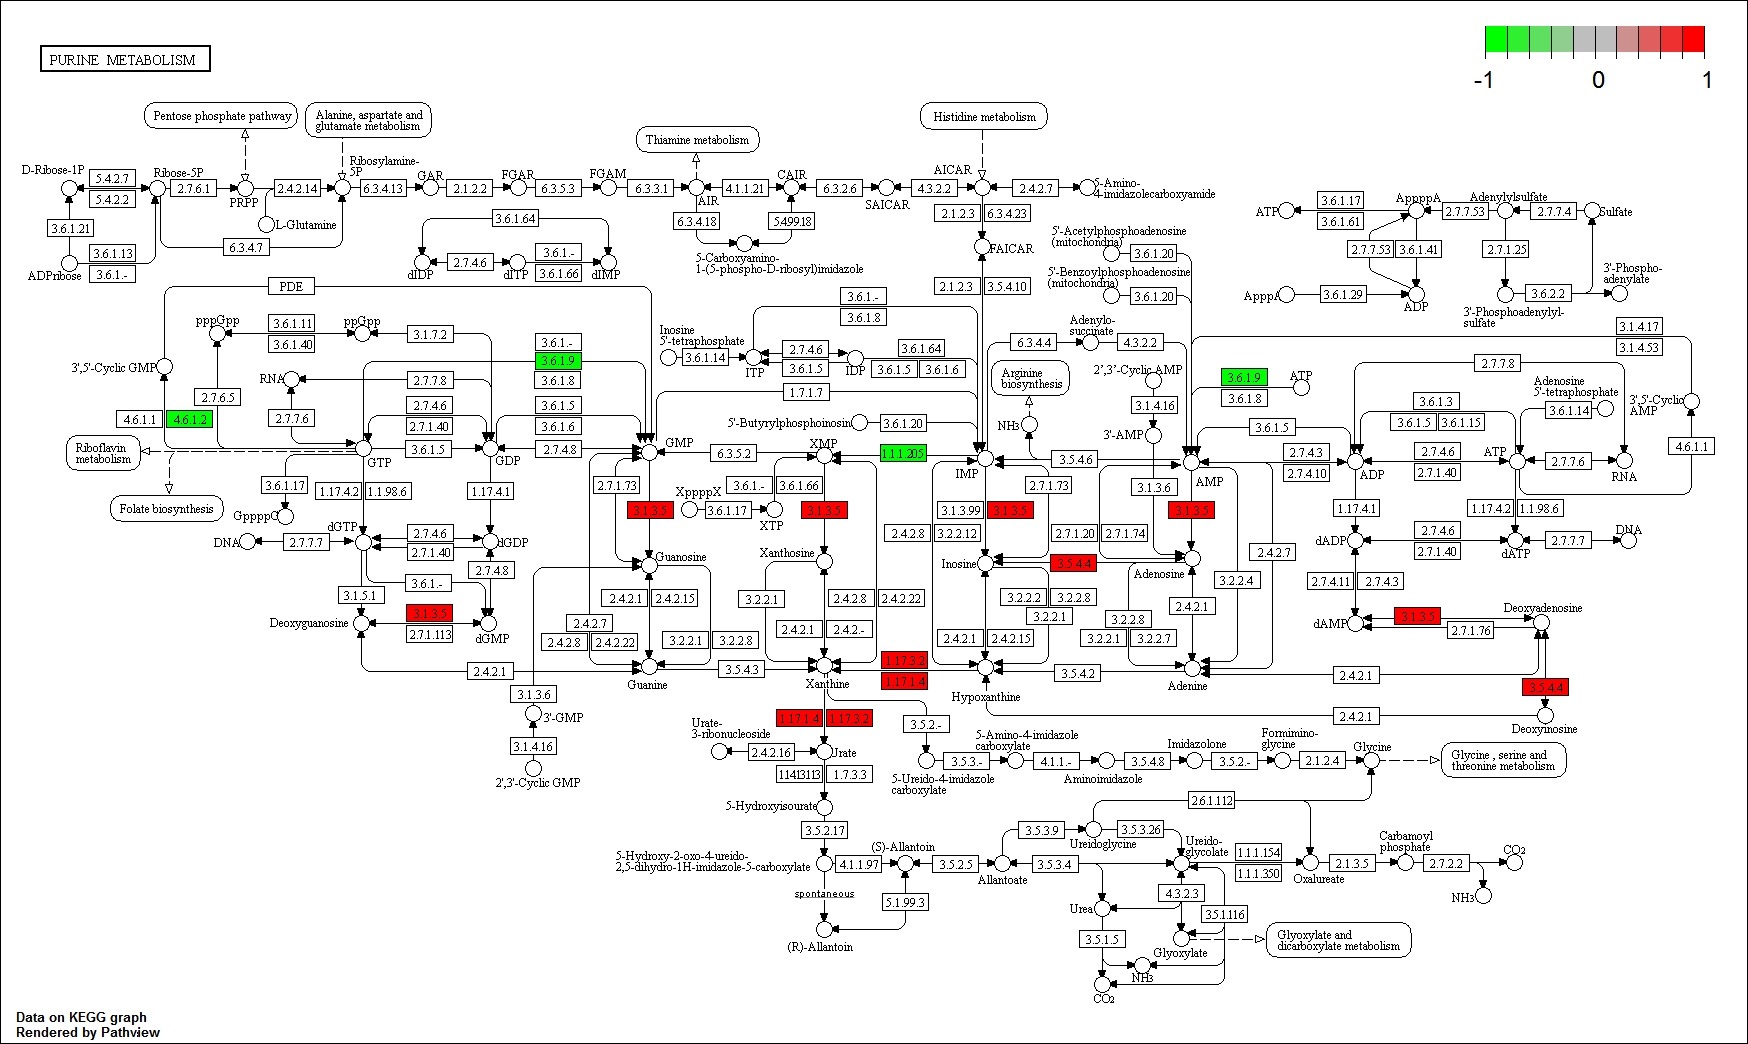 PURINE METABOLISM
-1
0
1
Pentose phosphate pathway
Alanine, aspartate and
glutamate metabolism
Thiamine metabolism
Histidine metabolism
D-Ribose-1P
5.4.2.7
5.4.2.2
Ribose-5P
2.7.6.1
PRPP
2.4.2.14
Ribosylamine-
5P
6.3.4.13
GAR
2.1.2.2
FGAR
6.3.5.3
FGAM
6.3.3.1
AIR
4.1.1.21
CAIR
6.3.2.6
SAICAR
4.3.2.2
AICAR
2.4.2.7
5-Amino-
4-imidazolecarboxyamide
3.6.1.21
L-Glutamine
6.3.4.7
3.6.1.13
3.6.1.-
ADPribose
3.6.1.64
dIDP
2.7.4.6
dITP
3.6.1.-
3.6.1.66
dIMP
6.3.4.18
5.4.99.18
5-Carboxyamino-
1-(5-phospho-D-ribosyl)imidazole
2.1.2.3
6.3.4.23
FAICAR
2.1.2.3
3.5.4.10
5'-Acetylphosphoadenosine
(mitochondria)
3.6.1.20
5'-Benzoylphosphoadenosine
(mitochondria)
3.6.1.20
ATP
3.6.1.17
3.6.1.61
AppppA
2.7.7.53
Adenylylsulfate
2.7.7.4
Sulfate
2.7.7.53
3.6.1.41
2.7.1.25
ApppA
3.6.1.29
ADP
3.6.2.2
3'-Phospho-
adenylate
3'-Phosphoadenylyl-
sulfate
PDE
pppGpp
3.6.1.11
3.6.1.40
ppGpp
3.1.7.2
3.6.1.-
3.6.1.9
3.6.1.8
3',5'-Cyclic GMP
RNA
2.7.7.8
2.7.6.5
2.7.7.6
4.6.1.1
4.6.1.2
2.7.4.6
2.7.1.40
3.6.1.5
3.6.1.6
3.6.1.5
2.7.4.8
GTP
GDP
GMP
Riboflavin
metabolism
Folate biosynthesis
3.6.1.17
GppppG
1.17.4.2
1.1.98.6
1.17.4.1
Inosine
5'-tetraphosphate
3.6.1.14
ITP
2.7.4.6
3.6.1.5
IDP
3.6.1.-
3.6.1.8
3.6.1.64
3.6.1.5
3.6.1.6
1.7.1.7
5'-Butyrylphosphoinosine
3.6.1.20
6.3.5.2
XMP
1.1.1.205
IMP
Adenylo-
succinate
6.3.4.4
4.3.2.2
Arginine
biosynthesis
NH3
2',3'-Cyclic AMP
3.1.4.16
3'-AMP
3.5.4.6
3.1.3.6
AMP
3.6.1.9
3.6.1.8
ATP
3.1.4.17
3.1.4.53
2.7.7.8
Adenosine
5'-tetraphosphate
3.6.1.14
3',5'-Cyclic
AMP
3.6.1.3
3.6.1.5
3.6.1.15
3.6.1.5
2.7.4.3
2.7.4.10
ADP
2.7.4.6
2.7.1.40
ATP
2.7.7.6
RNA
4.6.1.1
2.7.1.73
3.1.3.5
XppppX
3.6.1.17
XTP
3.6.1.-
3.6.1.66
3.1.3.5
3.1.3.99
3.1.3.5
2.7.1.73
2.4.2.8
3.2.2.12
2.7.1.20
2.7.1.74
3.1.3.5
1.17.4.1
1.17.4.2
1.1.98.6
DNA
2.7.7.7
dGTP
2.7.4.6
2.7.1.40
dGDP
3.6.1.-
2.7.4.8
3.1.5.1
Deoxyguanosine
3.1.3.5
2.7.1.113
dGMP
Guanosine
2.4.2.1
2.4.2.15
2.4.2.7
2.4.2.8
2.4.2.22
3.2.2.1
3.2.2.8
Guanine
Xanthosine
3.2.2.1
2.4.2.8
2.4.2.22
2.4.2.1
2.4.2.-
Xanthine
Inosine
3.5.4.4
Adenosine
3.2.2.2
3.2.2.8
3.2.2.1
2.4.2.1
2.4.2.15
2.4.2.7
3.2.2.4
2.4.2.1
3.2.2.8
3.2.2.1
3.2.2.7
dADP
2.7.4.6
2.7.1.40
dATP
2.7.7.7
DNA
2.7.4.11
2.7.4.3
dAMP
3.1.3.5
2.7.1.76
Deoxyadenosine
2.4.2.1
3.5.4.3
1.17.3.2
1.17.1.4
Hypoxanthine
3.5.4.2
Adenine
2.4.2.1
3.5.4.4
2.4.2.1
Deoxyinosine
3.1.3.6
3'-GMP
3.1.4.16
2',3'-Cyclic GMP
1.17.1.4
1.17.3.2
Urate-
3-ribonucleoside
2.4.2.16
Urate
1.14.13.113
1.7.3.3
5-Hydroxyisourate
3.5.2.17
3.5.2.-
5-Ureido-4-imidazole
carboxylate
3.5.3.-
5-Amino-4-imidazole
carboxylate
4.1.1.-
Aminoimidazole
3.5.4.8
Imidazolone
3.5.2.-
Formimino-
glycine
2.1.2.4
Glycine
Glycine , serine and
threonine metabolism
2.6.1.112
5-Hydroxy-2-oxo-4-ureido-
2,5-dihydro-1H-imidazole-5-carboxylate
4.1.1.97
(S)-Allantoin
3.5.2.5
Allantoate
3.5.3.9
Ureidoglycine
3.5.3.26
3.5.3.4
Ureido-
glycolate
1.1.1.154
1.1.1.350
Oxalureate
2.1.3.5
Carbamoyl
phosphate
2.7.2.2
CO2
NH3
spontaneous
5.1.99.3
(R)-Allantoin
Urea
4.3.2.3
3.5.1.116
3.5.1.5
Glyoxylate
Glyoxylate and
dicarboxylate metabolism
NH3
CO2
Data on KEGG graph
Rendered by Pathview